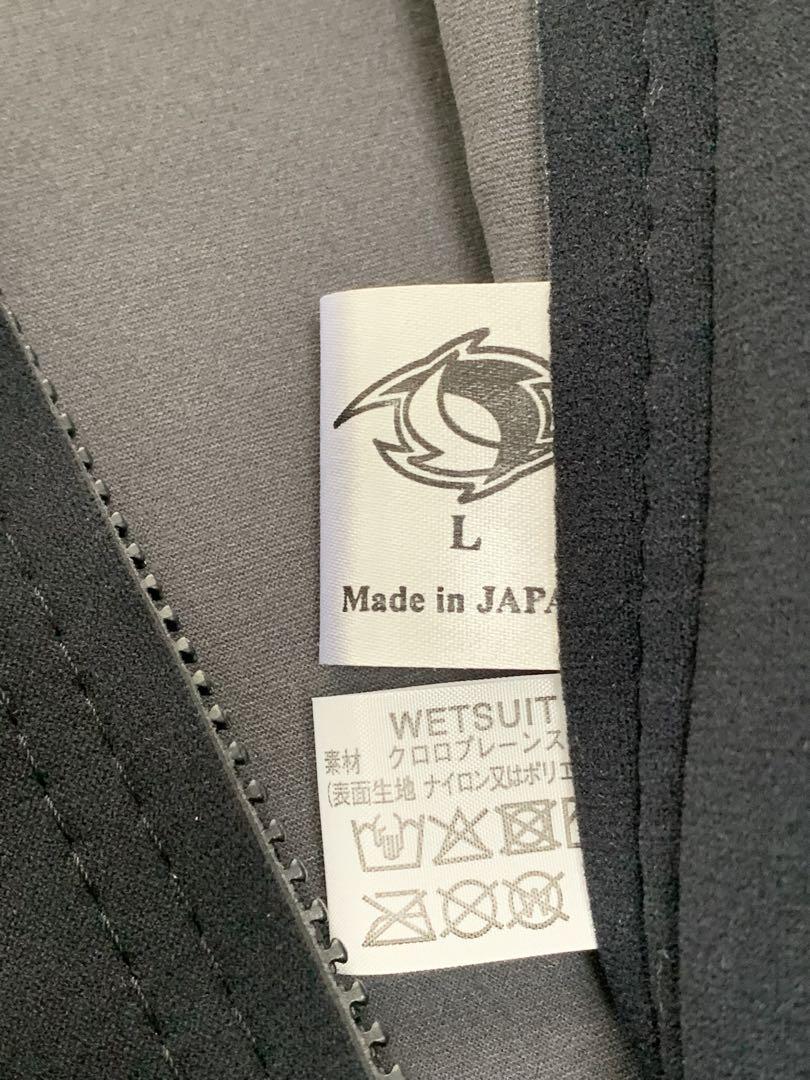 L
Made in JAPA
WETSUIT
素材 クロロプレーンス
(表面生地 ナイロン又はポリエ